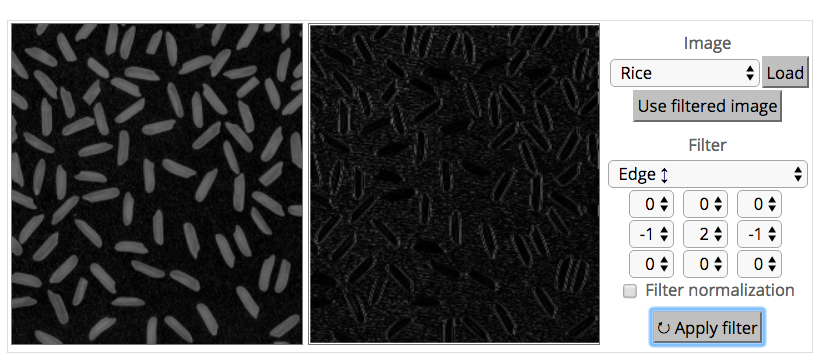 Image
Rice
Load
Use filtered image
Filter
Edge ↕
0 0 0
-1 2 -1
0 0 0
Filter normalization
↻ Apply filter